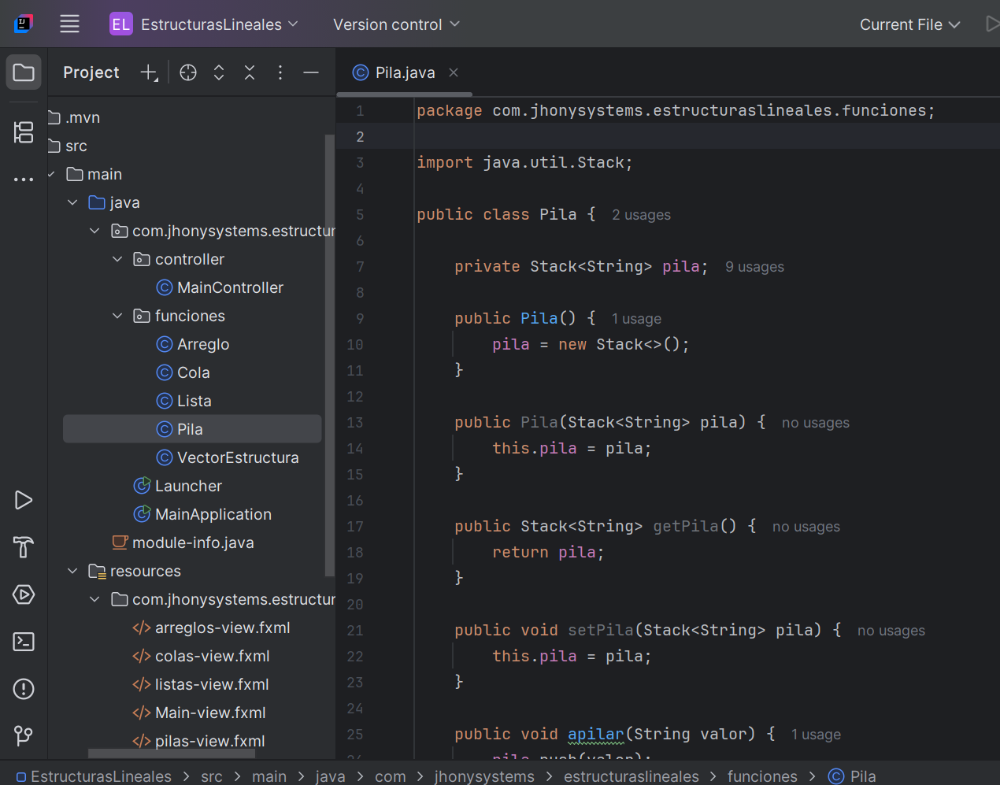 EL EstructurasLineales Version control Current File
Project
Pila.java
.mvn
src
main
java
com.jhonysystems.estructur
controller
MainController
funciones
Arreglo
Cola
Lista
Pila
VectorEstructura
Launcher
MainApplication
module-info.java
resources
com.jhonysystems.estructur
arreglos-view.fxml
colas-view.fxml
listas-view.fxml
Main-view.fxml
pilas-view.fxml
1 package com.jhonysystems.estructuraslineales.funciones;
2
3 import java.util.Stack;
4
5 public class Pila { 2 usages
6
7 private Stack<String> pila; 9 usages
8
9 public Pila() { 1 usage
10 pila = new Stack<>();
11 }
12
13 public Pila(Stack<String> pila) { no usages
14 this.pila = pila;
15 }
16
17 public Stack<String> getPila() { no usages
18 return pila;
19 }
20
21 public void setPila(Stack<String> pila) { no usages
22 this.pila = pila;
23 }
24
25 public void apilar(String valor) { 1 usage
26 pila.push(valor);
EstructurasLineales > src > main > java > com > jhonysystems > estructuraslineales > funciones > Pila